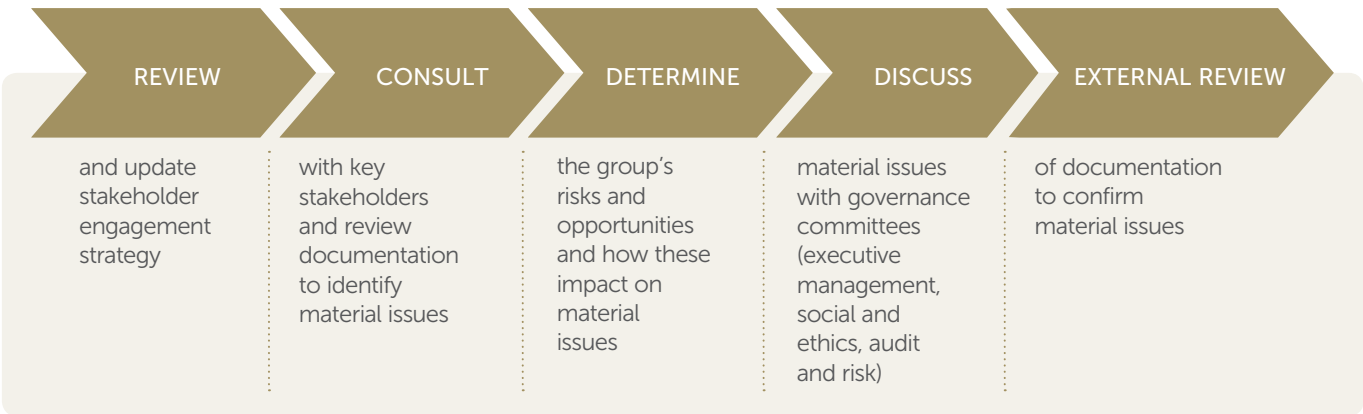 REVIEW
and update
stakeholder
engagement
strategy
CONSULT
with key
stakeholders
and review
documentation
to identify
material issues
DETERMINE
the group’s
risks and
opportunities
and how these
impact on
material
issues
DISCUSS
material issues
with governance
committees
(executive
management,
social and
ethics, audit
and risk)
EXTERNAL REVIEW
of documentation
to confirm
material issues